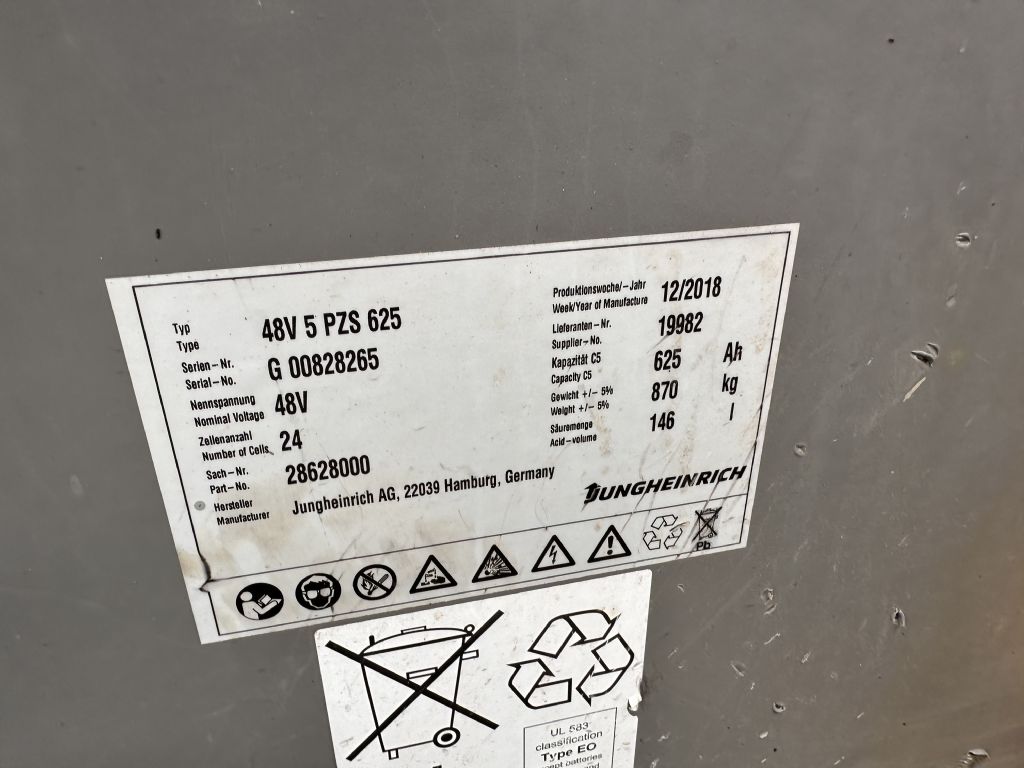 Typ
Type
48V 5 PZS 625
Serien-Nr.
Serial-No.
G 00828265
Nennspannung
Nominal Voltage
48V
Zellenanzahl
Number of Cells
24
Sach-Nr.
Part-No.
28628000
Hersteller
Manufacturer
Jungheinrich AG, 22039 Hamburg, Germany
Produktionswoche/-Jahr
Week/Year of Manufacture
12/2018
Lieferanten-Nr.
Supplier-No.
19982
Kapazität C5
Capacity C5
625 Ah
Gewicht +/- 5%
Weight +/- 5%
870 kg
Säuremenge
Acid-volume
146 l
JUNGHEINRICH
Pb
UL 583
classification
Type EO
batteries